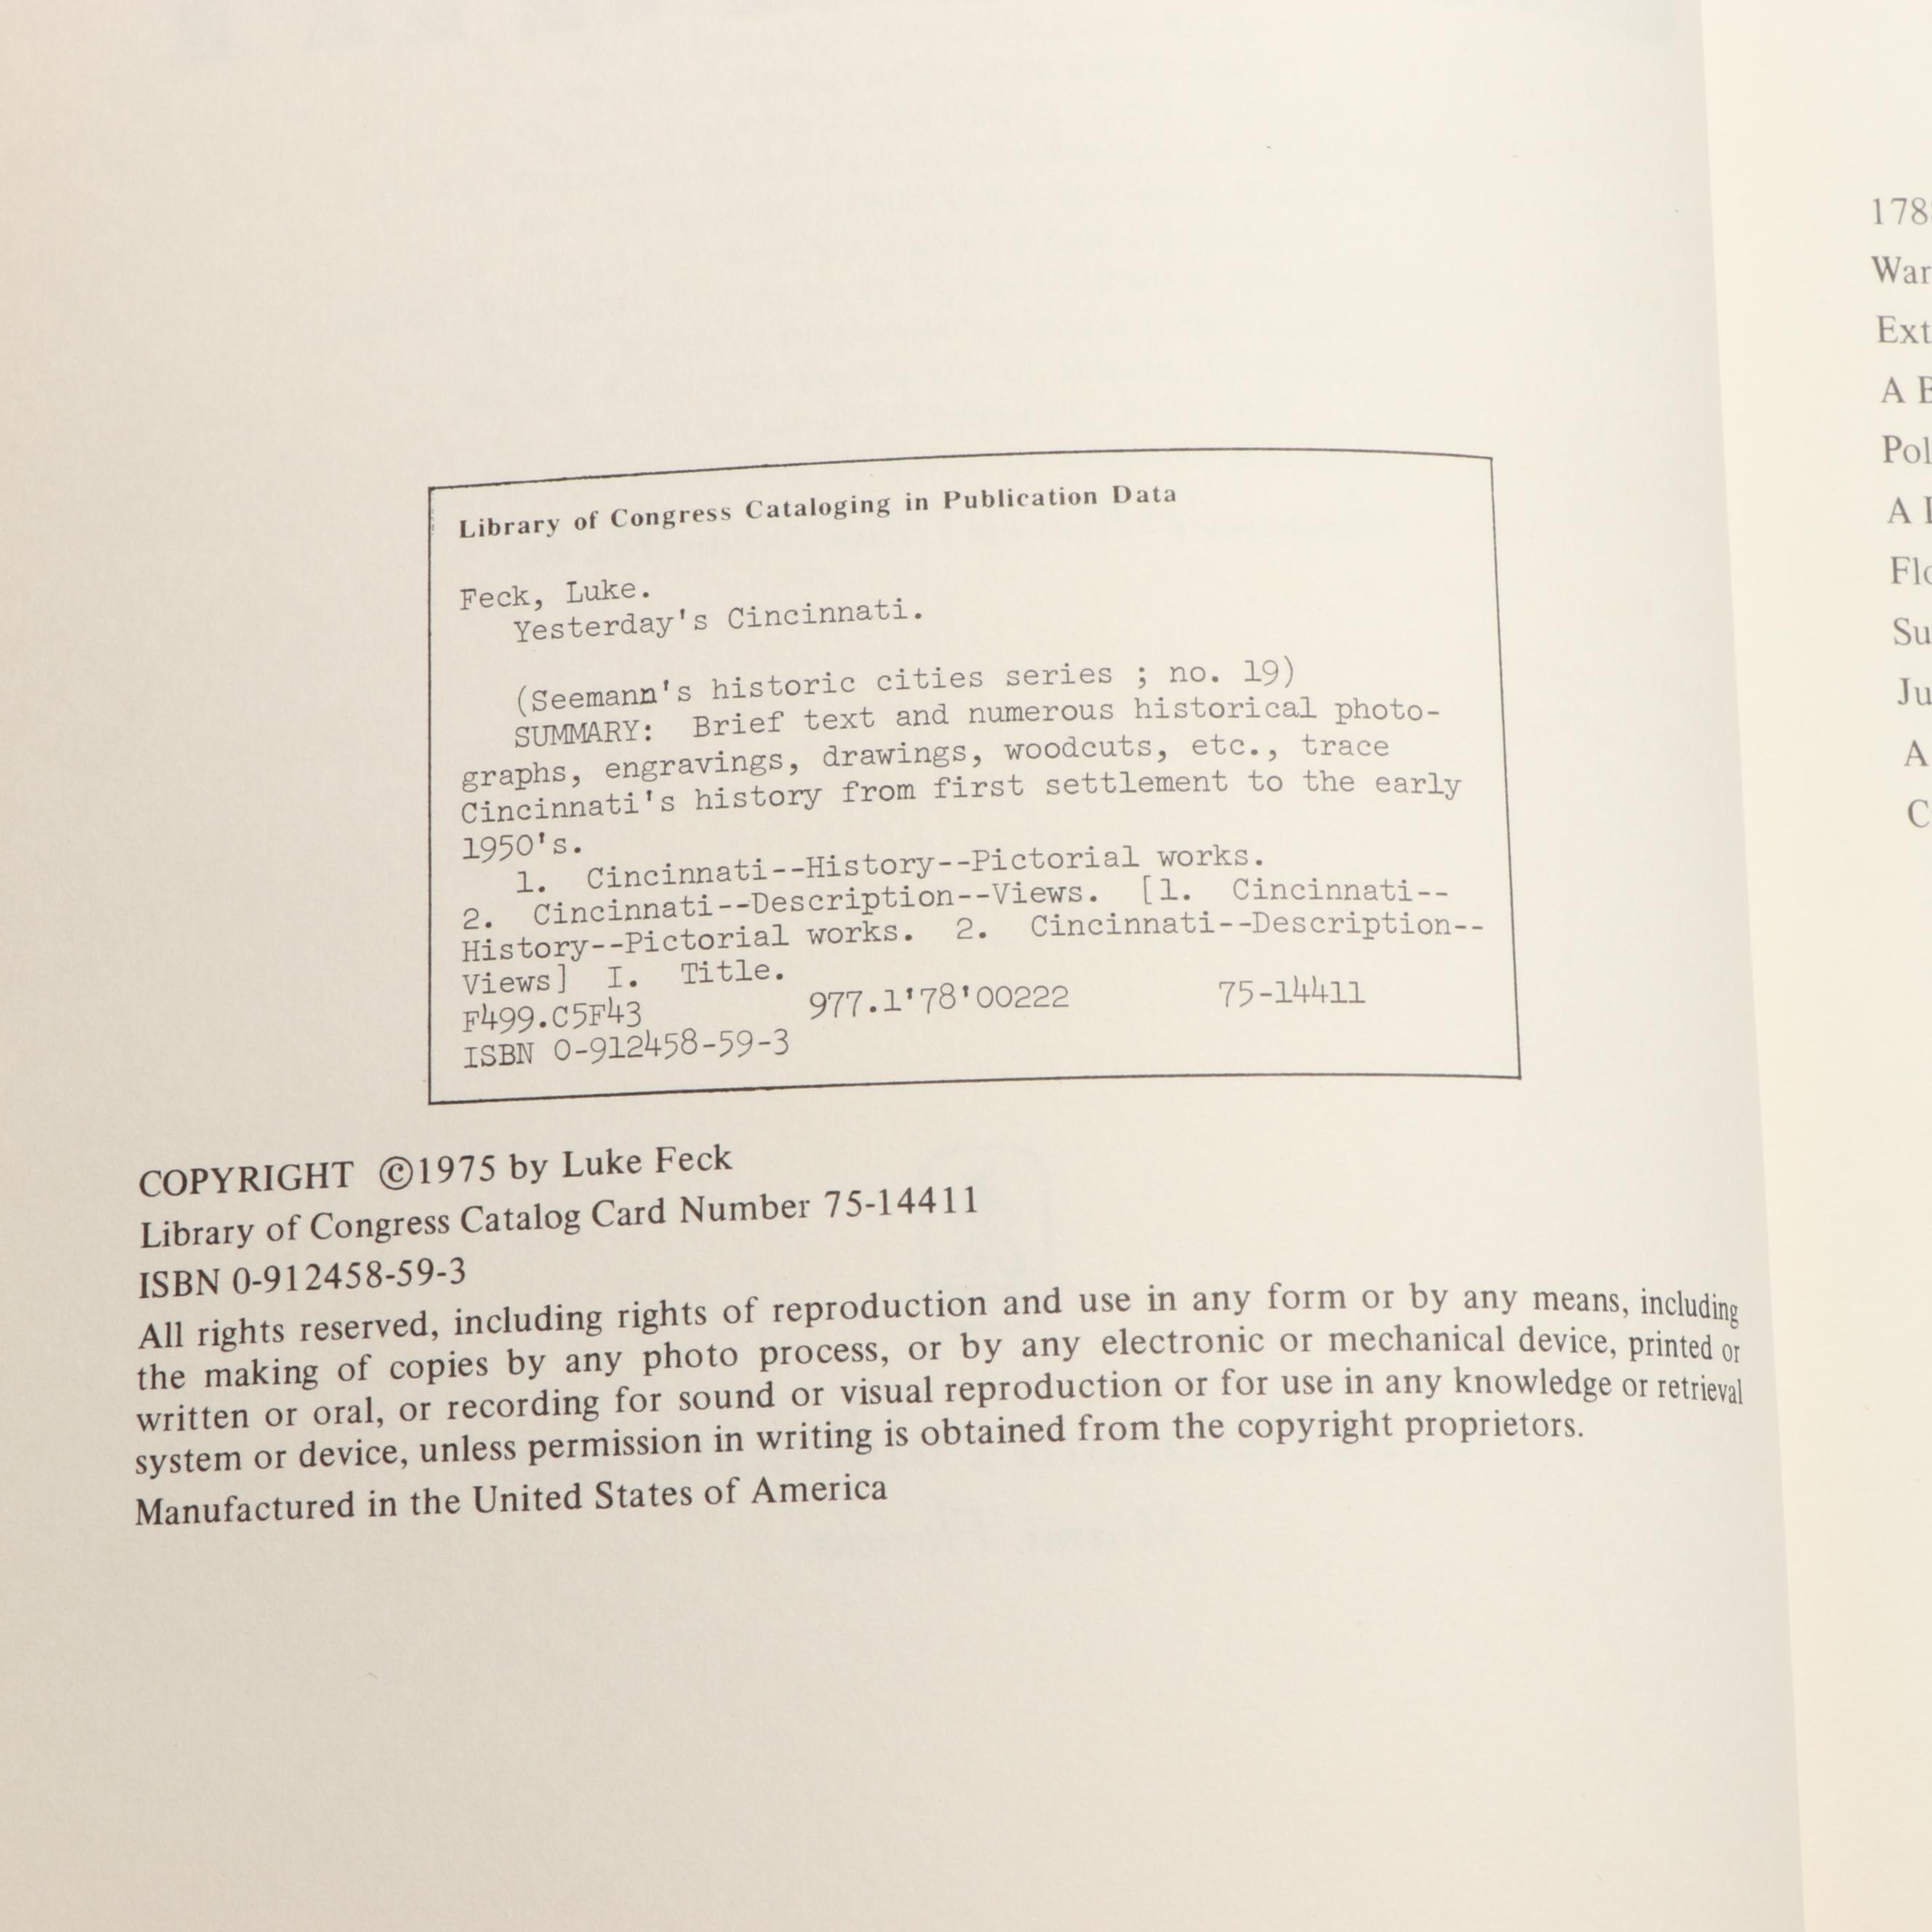 Library of Congress Cataloging in Publication Data
Feck, Luke.
Yesterday's Cincinnati.
(Seemann's historic cities series ; no. 19)
SUMMARY: Brief text and numerous historical photo-
graphs, engravings, drawings, woodcuts, etc., trace
Cincinnati's history from first settlement to the early
1950's.
1. Cincinnati--History--Pictorial works.
2. Cincinnati--Description--Views. [1. Cincinnati--
History--Pictorial works. 2. Cincinnati--Description--
Views] I. Title.
F499.C5F43 977.1'78'00222 75-14411
ISBN 0-912458-59-3
COPYRIGHT ©1975 by Luke Feck
Library of Congress Catalog Card Number 75-14411
ISBN 0-912458-59-3
All rights reserved, including rights of reproduction and use in any form or by any means, including
the making of copies by any photo process, or by any electronic or mechanical device, printed or
written or oral, or recording for sound or visual reproduction or for use in any knowledge or retrieval
system or device, unless permission in writing is obtained from the copyright proprietors.
Manufactured in the United States of America
178
War
Ext
A
Pol
A
Flo
Su
Ju
A
C